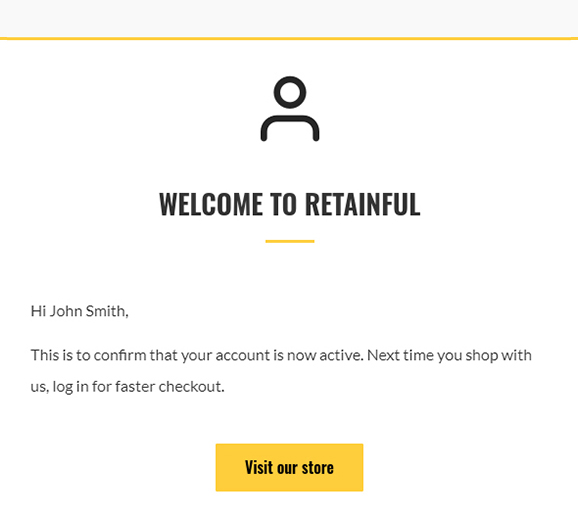 WELCOME TO RETAINFUL
Hi John Smith,
This is to confirm that your account is now active. Next time you shop with
us, log in for faster checkout.
Visit our store